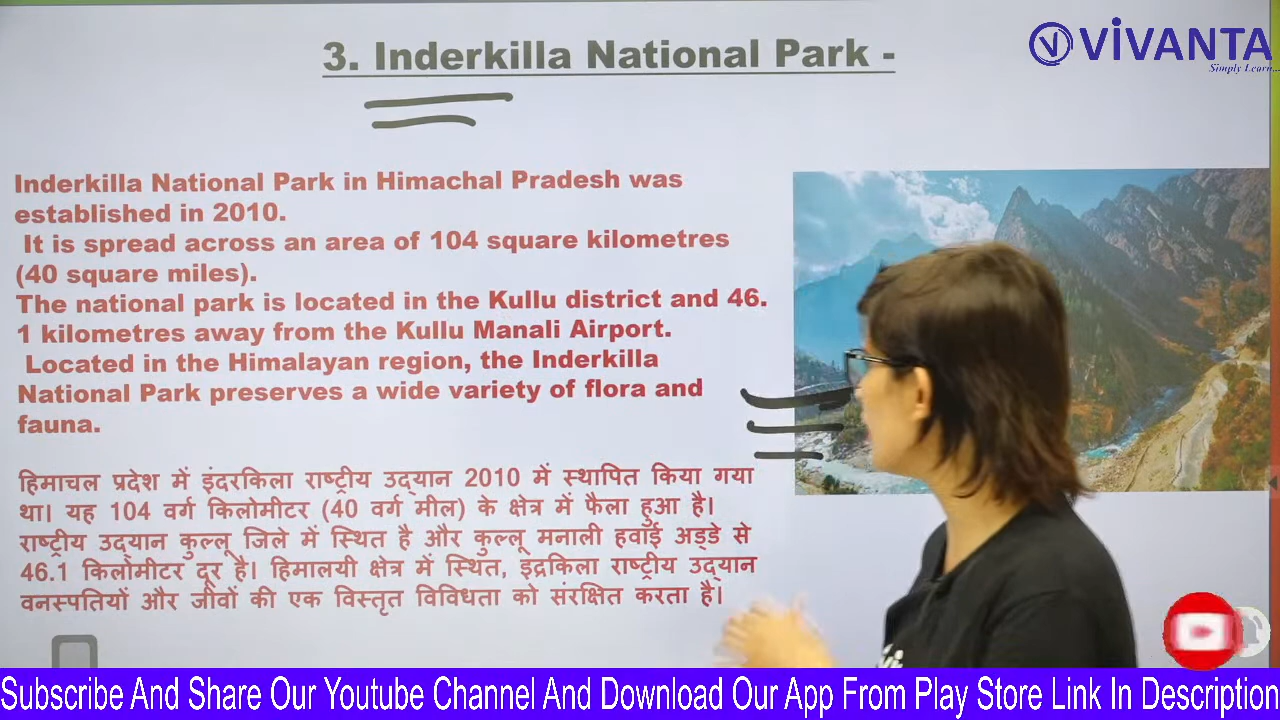 3. Inderkilla National Park -
VİVANTA
Simply Learn...
Inderkilla National Park in Himachal Pradesh was
established in 2010.
It is spread across an area of 104 square kilometres
(40 square miles).
The national park is located in the Kullu district and 46.
1 kilometres away from the Kullu Manali Airport.
Located in the Himalayan region, the Inderkilla
National Park preserves a wide variety of flora and
fauna.
हिमाचल प्रदेश में इंदरकिला राष्ट्रीय उद्यान 2010 में स्थापित किया गया
था। यह 104 वर्ग किलोमीटर (40 वर्ग मील) के क्षेत्र में फैला हुआ है।
राष्ट्रीय उद्यान कुल्लू जिले में स्थित है और कुल्लू मनाली हवाई अड्डे से
46.1 किलोमीटर दूर है। हिमालयी क्षेत्र में स्थित, इंद्रकिला राष्ट्रीय उद्यान
वनस्पतियों और जीवों की एक विस्तृत विविधता को संरक्षित करता है।
Subscribe And Share Our Youtube Channel And Download Our App From Play Store Link In Description